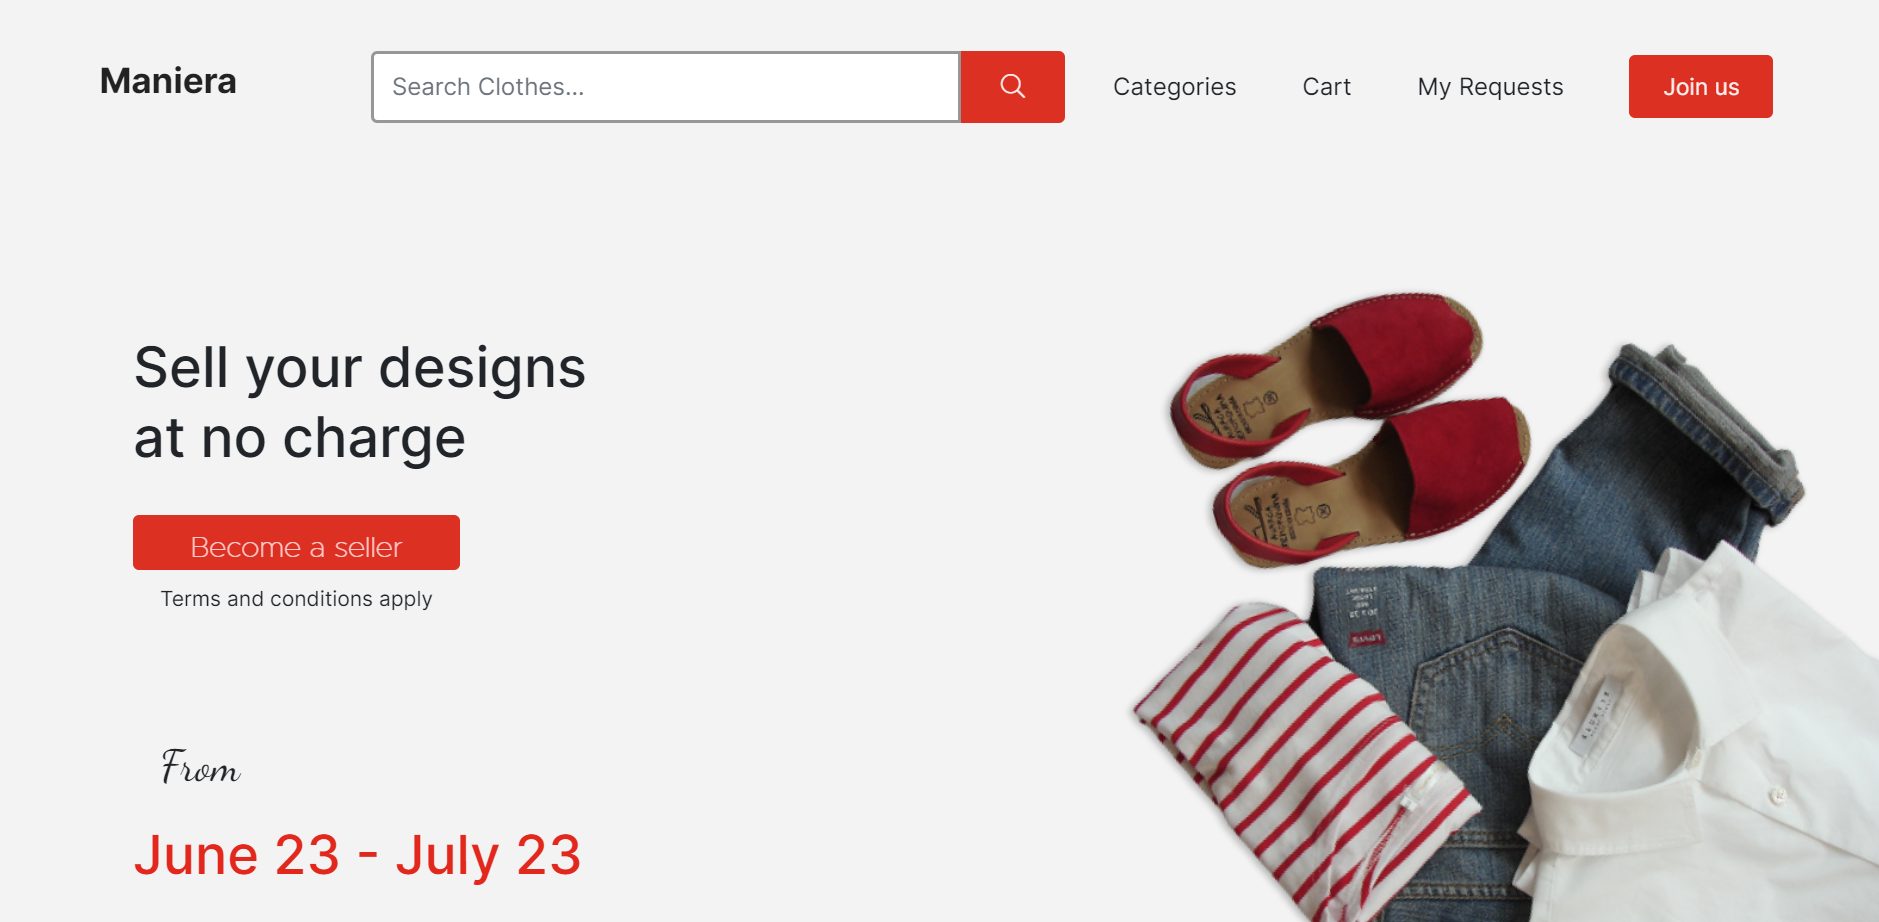 Maniera
Search Clothes...
Categories
Cart
My Requests
Join us
Sell your designs
at no charge
Become a seller
Terms and conditions apply
From
June 23 - July 23